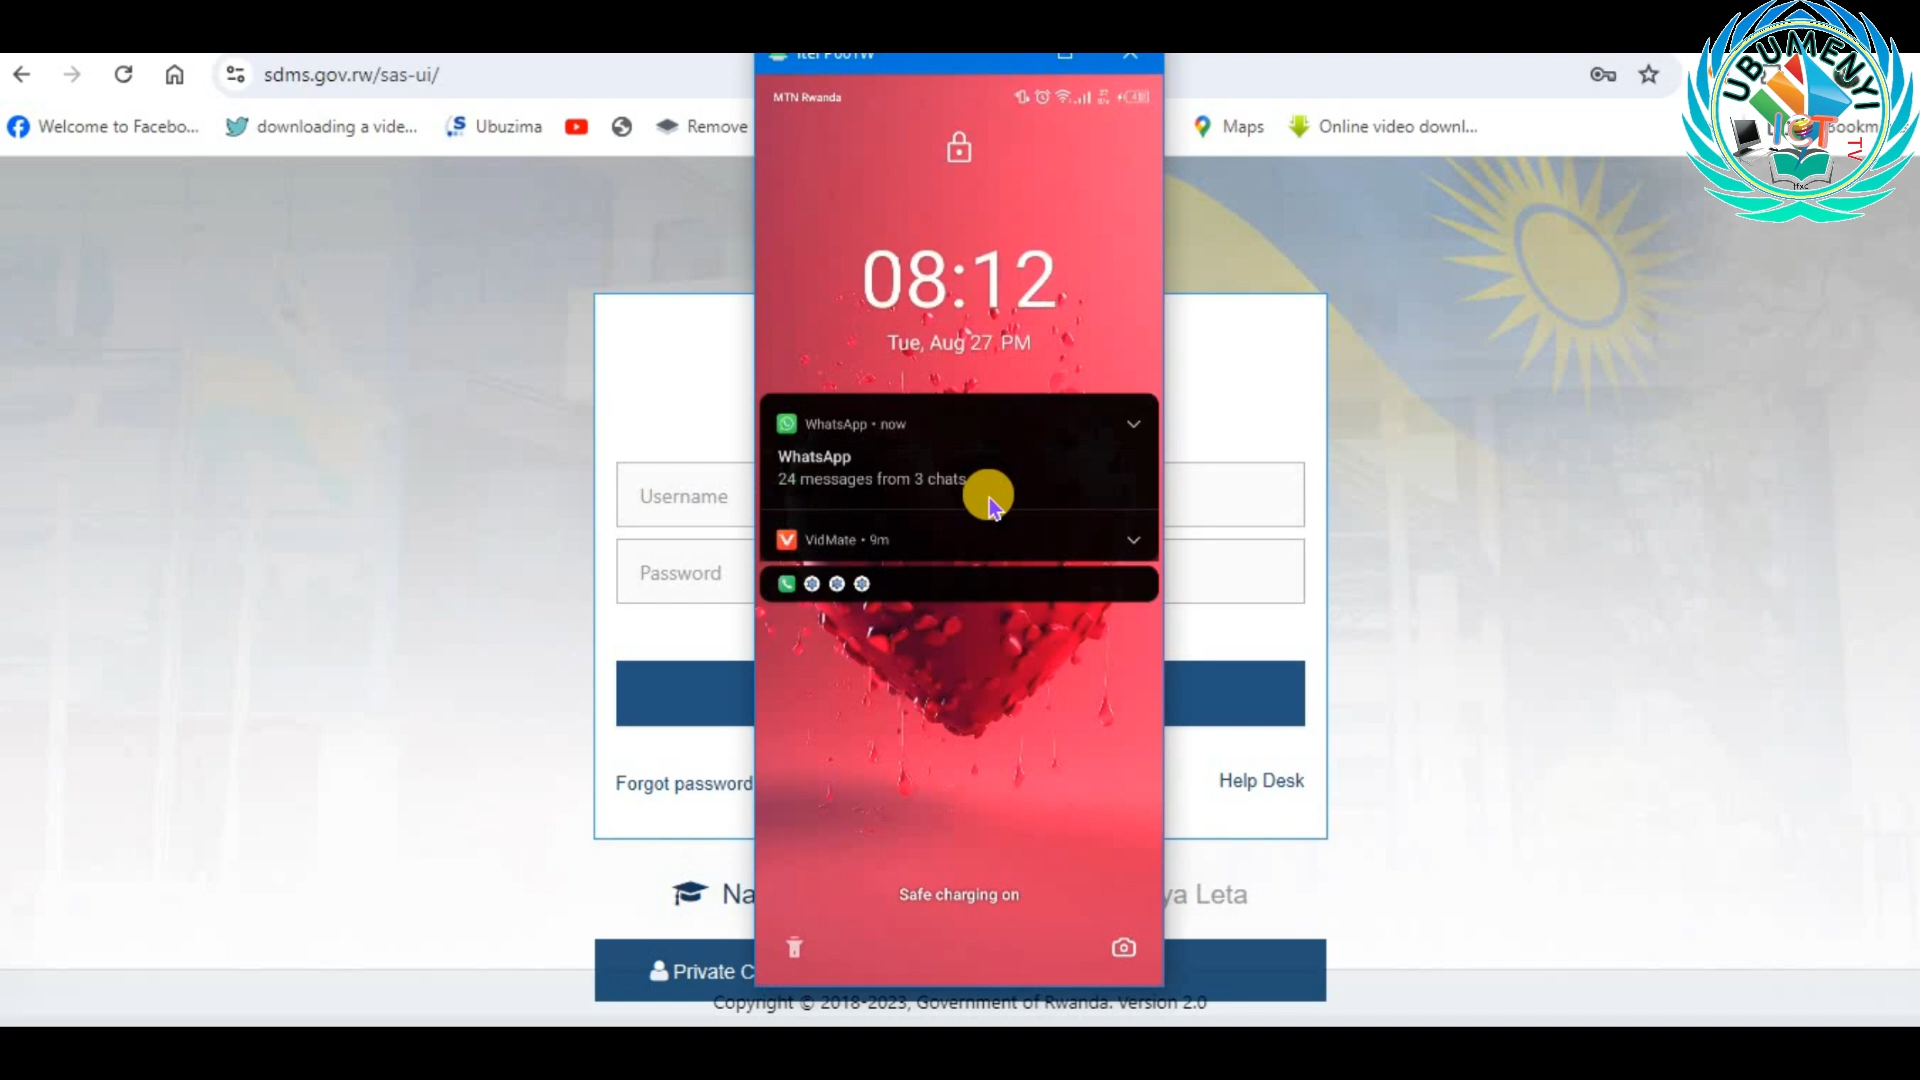 sdms.gov.rw/sas-ui/
Welcome to Facebo...
downloading a vide...
Ubuzima
Remove
Maps
Online video downl...
UBUMENYI
ICT
TV
MTN Rwanda
08:12
Tue, Aug 27 PM
WhatsApp • now
WhatsApp
24 messages from 3 chats
VidMate • 9m
Username
Password
Forgot password
Help Desk
Safe charging on
Na
ya Leta
Private C
Copyright © 2018-2023, Government of Rwanda. Version 2.0